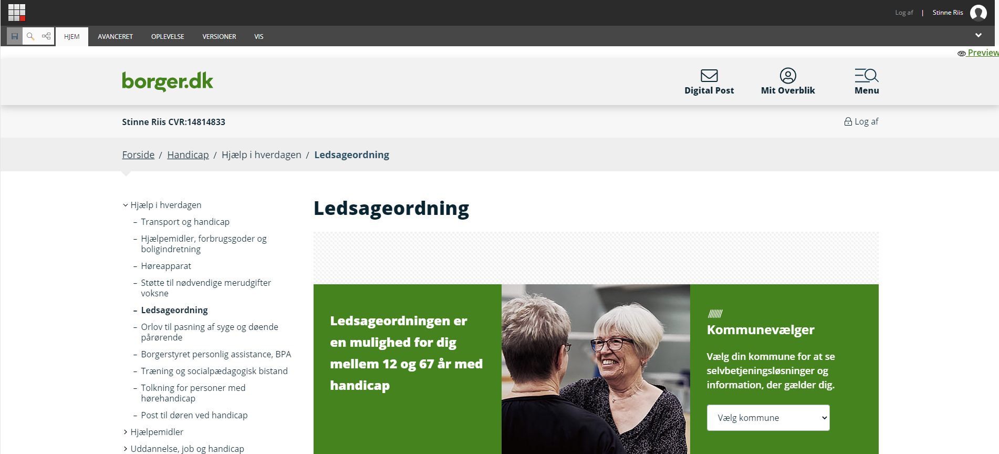 Log af | Stinne Riis
HJEM AVANCERET OPLEVELSE VERSIONER VIS
Preview
borger.dk
Digital Post Mit Overblik Menu
Stinne Riis CVR:14814833
Log af
Forside / Handicap / Hjælp i hverdagen / Ledsageordning
Hjælp i hverdagen
– Transport og handicap
– Hjælpemidler, forbrugsgoder og
boligindretning
– Høreapparat
– Støtte til nødvendige merudgifter
voksne
– Ledsageordning
– Orlov til pasning af syge og døende
pårørende
– Borgerstyret personlig assistance, BPA
– Træning og socialpædagogisk bistand
– Tolkning for personer med
hørehandicap
– Post til døren ved handicap
Hjælpemidler
Uddannelse, job og handicap
Ledsageordning
Ledsageordningen er
en mulighed for dig
mellem 12 og 67 år med
handicap
Kommunevælger
Vælg din kommune for at se
selvbetjeningsløsninger og
information, der gælder dig.
Vælg kommune